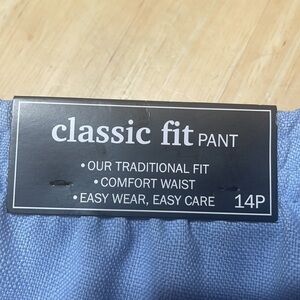 classic fit PANT
• OUR TRADITIONAL FIT
• COMFORT WAIST
• EASY WEAR, EASY CARE 14P